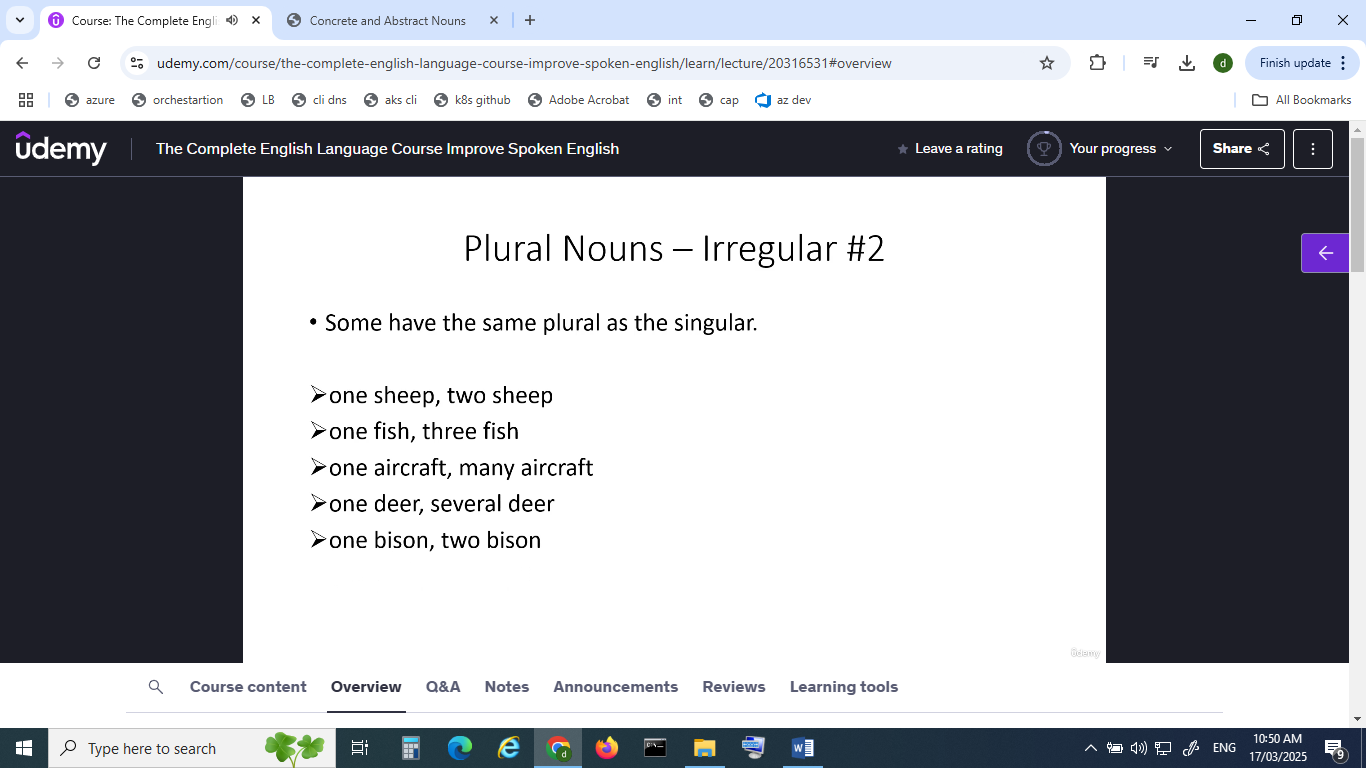 Course: The Complete Engli
Concrete and Abstract Nouns
udemy.com/course/the-complete-english-language-course-improve-spoken-english/learn/lecture/20316531#overview
d
Finish update
azure
orchestartion
LB
cli dns
aks cli
k8s github
Adobe Acrobat
int
cap
az dev
All Bookmarks
ûdemy
The Complete English Language Course Improve Spoken English
Leave a rating
Your progress
Share
Plural Nouns – Irregular #2
• Some have the same plural as the singular.
➢one sheep, two sheep
➢one fish, three fish
➢one aircraft, many aircraft
➢one deer, several deer
➢one bison, two bison
ûdemy
Course content
Overview
Q&A
Notes
Announcements
Reviews
Learning tools
Type here to search
ENG
10:50 AM
17/03/2025
9